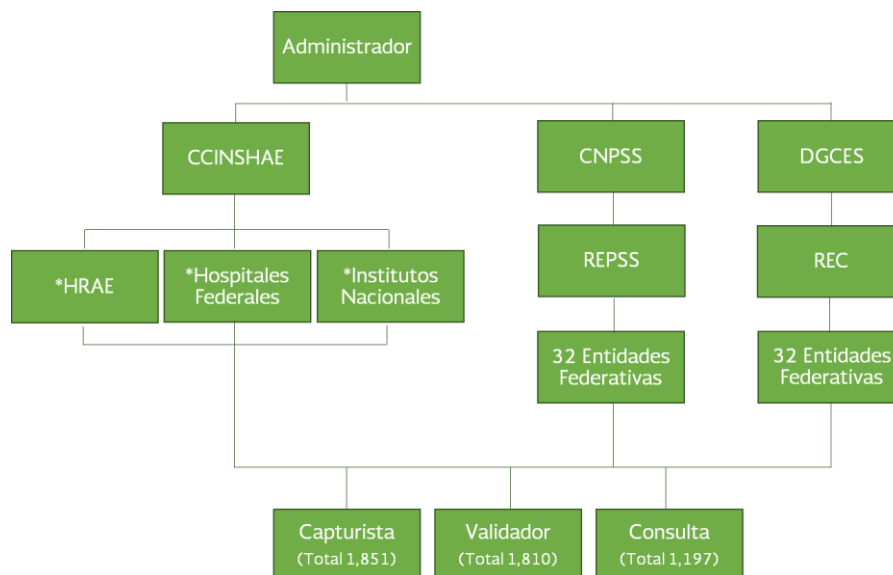 Administrador
CCINSHAE
CNPSS
DGCES
*HRAE
*Hospitales
Federales
*Institutos
Nacionales
REPSS
REC
32 Entidades
Federativas
32 Entidades
Federativas
Capturista
(Total 1,851)
Validador
(Total 1,810)
Consulta
(Total 1,197)